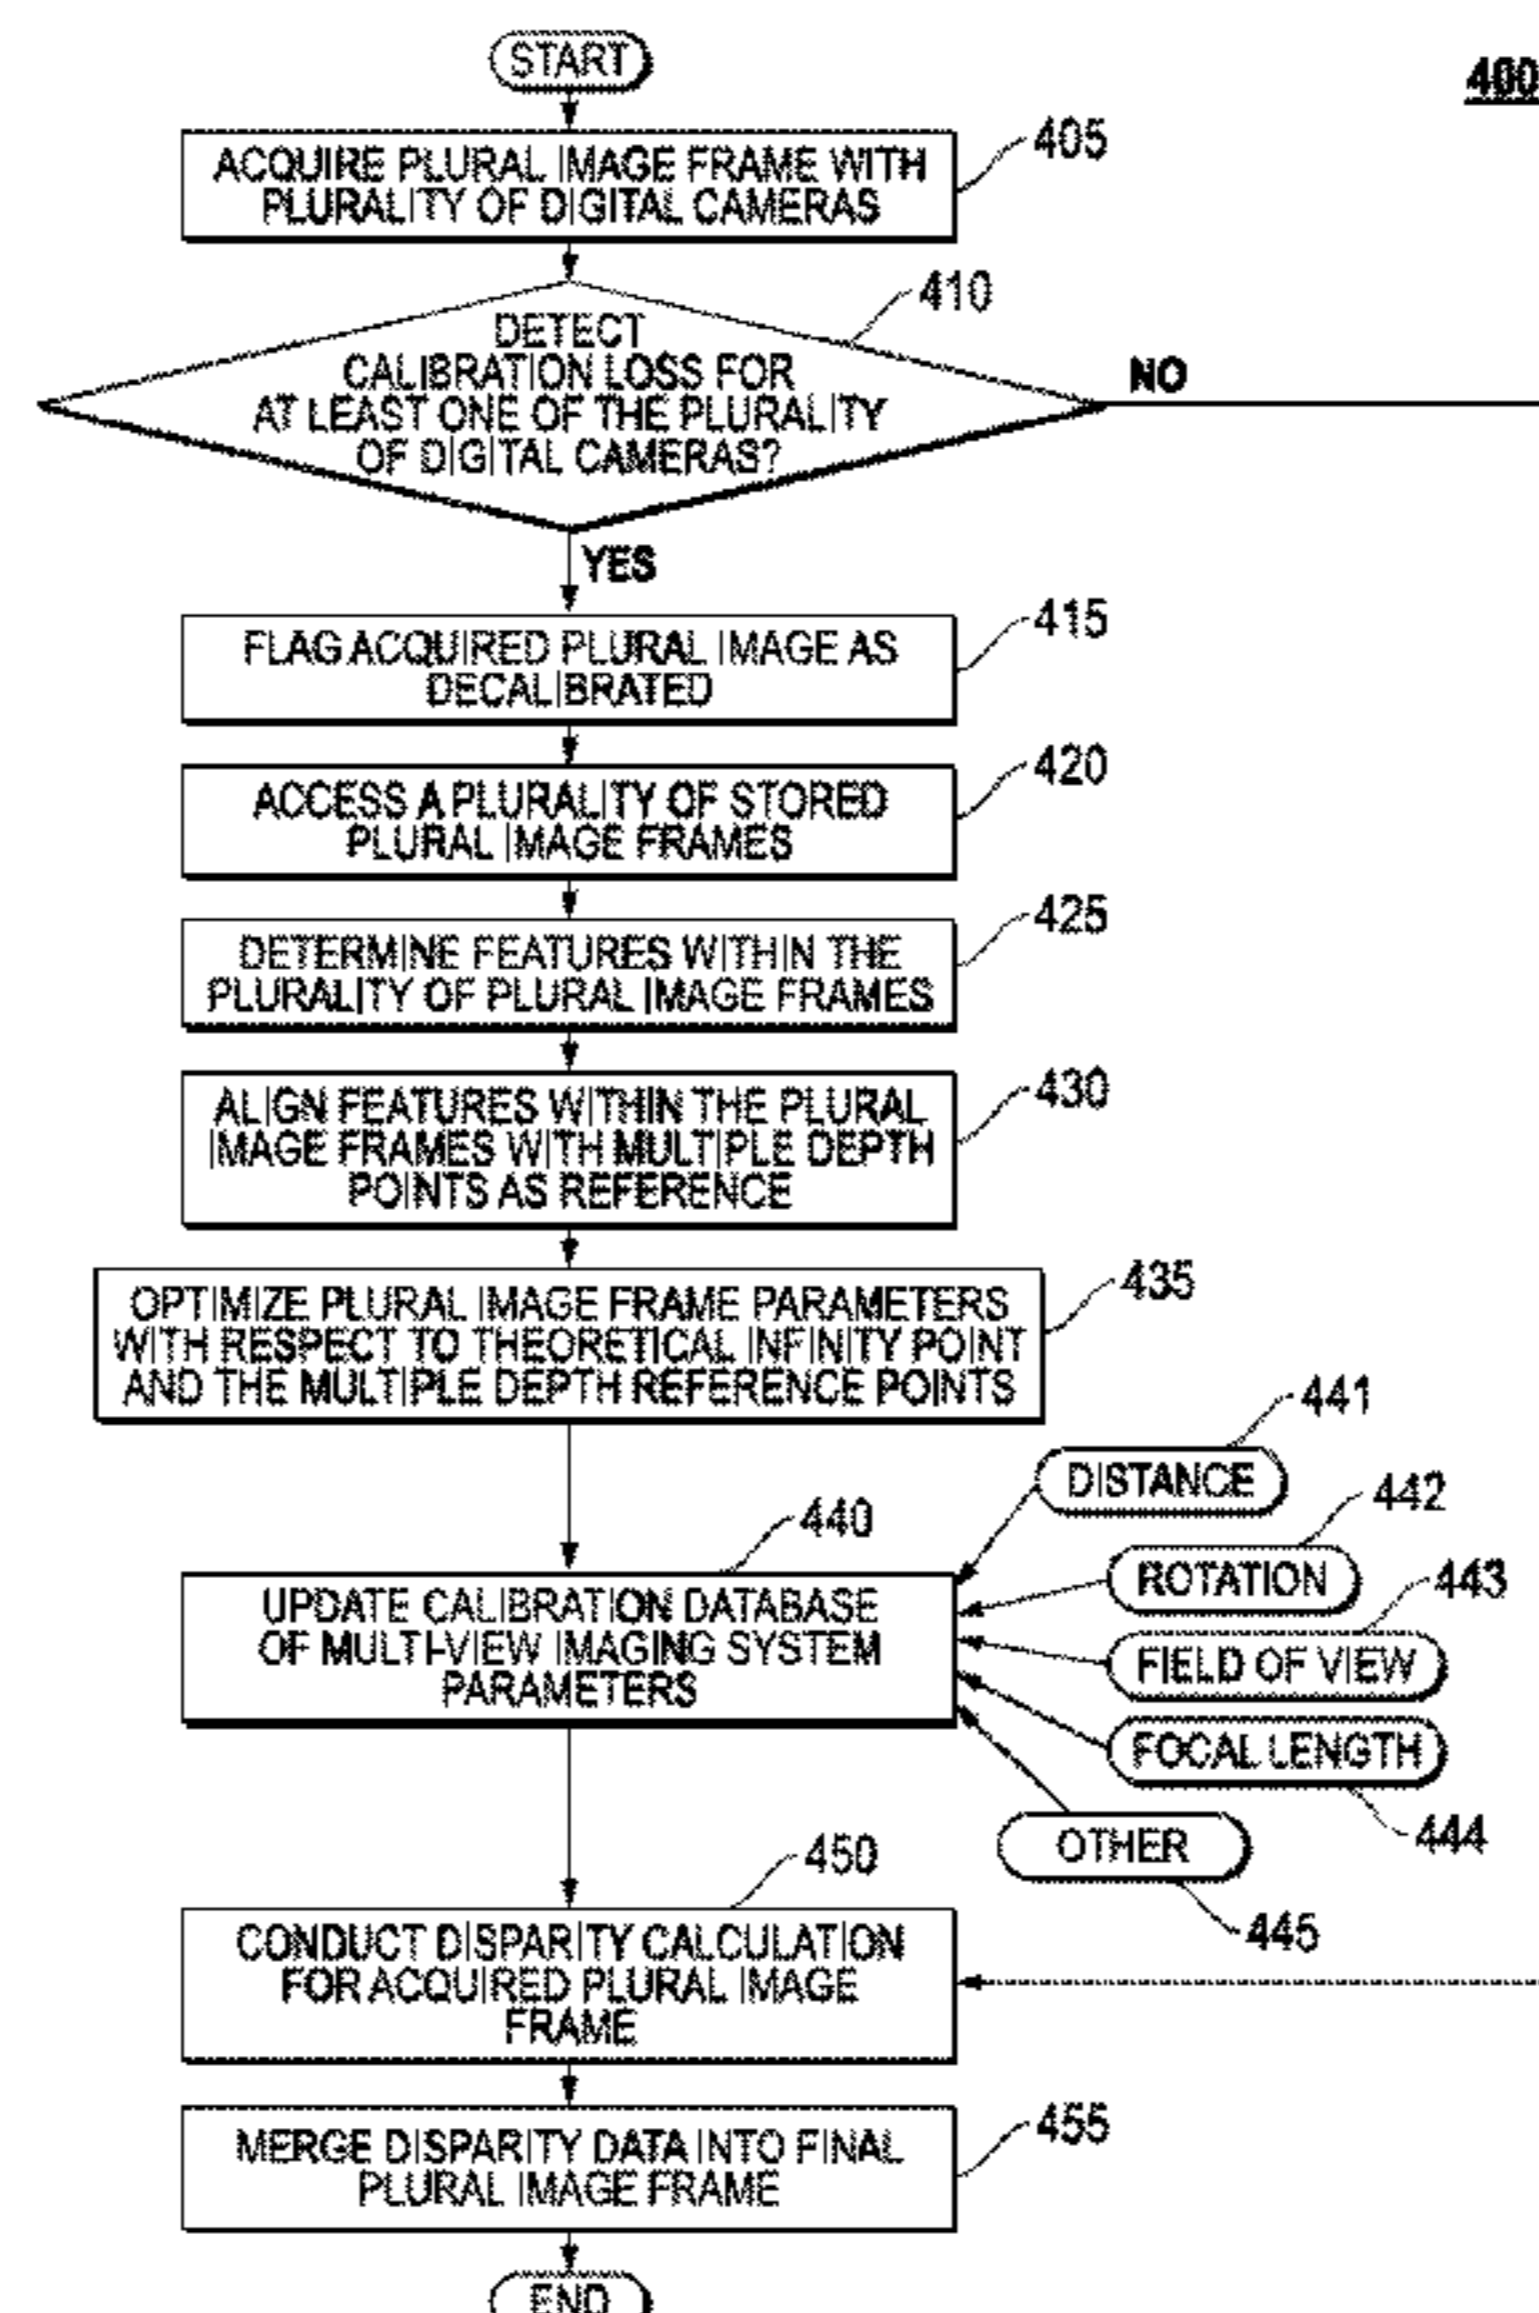 START
400
ACQUIRE PLURAL IMAGE FRAME WITH
PLURALITY OF DIGITAL CAMERAS
405
410
DETECT
CALIBRATION LOSS FOR
AT LEAST ONE OF THE PLURALITY
OF DIGITAL CAMERAS?
NO
YES
415
FLAG ACQUIRED PLURAL IMAGE AS
DECALIBRATED
420
ACCESS A PLURALITY OF STORED
PLURAL IMAGE FRAMES
425
DETERMINE FEATURES WITHIN THE
PLURALITY OF PLURAL IMAGE FRAMES
430
ALIGN FEATURES WITHIN THE PLURAL
IMAGE FRAMES WITH MULTIPLE DEPTH
POINTS AS REFERENCE
435
OPTIMIZE PLURAL IMAGE FRAME PARAMETERS
WITH RESPECT TO THEORETICAL INFINITY POINT
AND THE MULTIPLE DEPTH REFERENCE POINTS
441
DISTANCE
442
ROTATION
443
FIELD OF VIEW
FOCAL LENGTH
444
OTHER
445
440
UPDATE CALIBRATION DATABASE
OF MULTI-VIEW IMAGING SYSTEM
PARAMETERS
450
CONDUCT DISPARITY CALCULATION
FOR ACQUIRED PLURAL IMAGE
FRAME
455
MERGE DISPARITY DATA INTO FINAL
PLURAL IMAGE FRAME
END